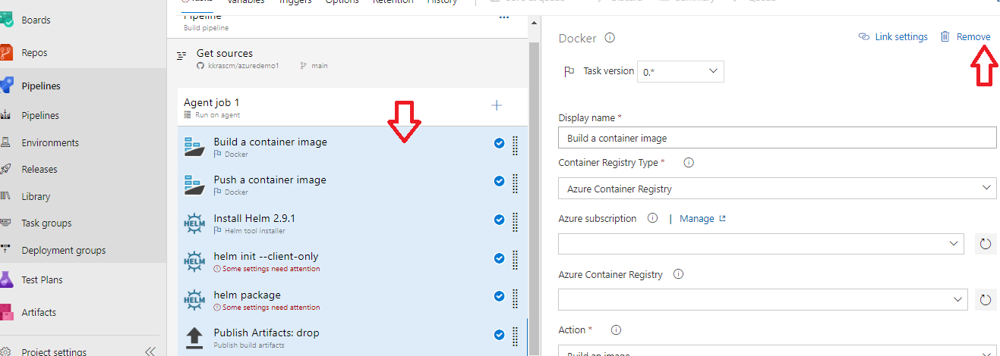 Tasks Variables Triggers Options Retention History
Pipeline
Build pipeline
Boards
Repos
Pipelines
Pipelines
Environments
Releases
Library
Task groups
Deployment groups
Test Plans
Artifacts
Project settings
Get sources
kkrascm/azuredemo1 main
Agent job 1
Run on agent
Build a container image
Docker
Push a container image
Docker
HELM
Install Helm 2.9.1
Helm tool installer
HELM
helm init --client-only
Some settings need attention
HELM
helm package
Some settings need attention
Publish Artifacts: drop
Publish build artifacts
Docker
Link settings Remove
Task version 0.*
Display name *
Build a container image
Container Registry Type *
Azure Container Registry
Azure subscription | Manage
Azure Container Registry
Action *
Build an image